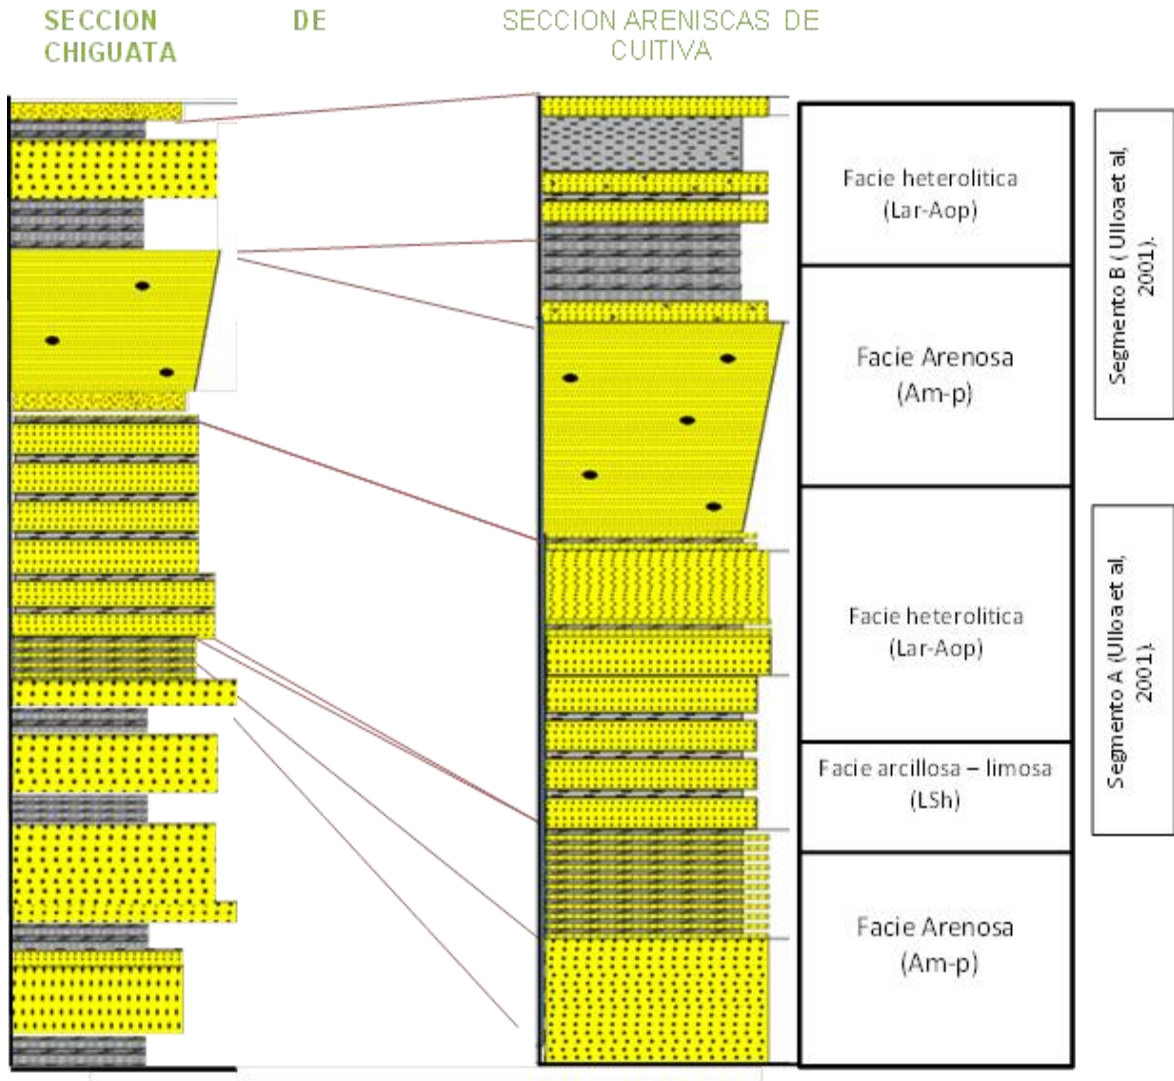 SECCION DE
CHIGUATA
SECCION ARENISCAS DE
CUITIVA
Facie heterolitica
(Lar-Aop)
Facie Arenosa
(Am-p)
Facie heterolitica
(Lar-Aop)
Facie arcillosa – limosa
(LSh)
Facie Arenosa
(Am-p)
Segmento B ( Ulloa et al,
2001).
Segmento A (Ulloa et al,
2001).